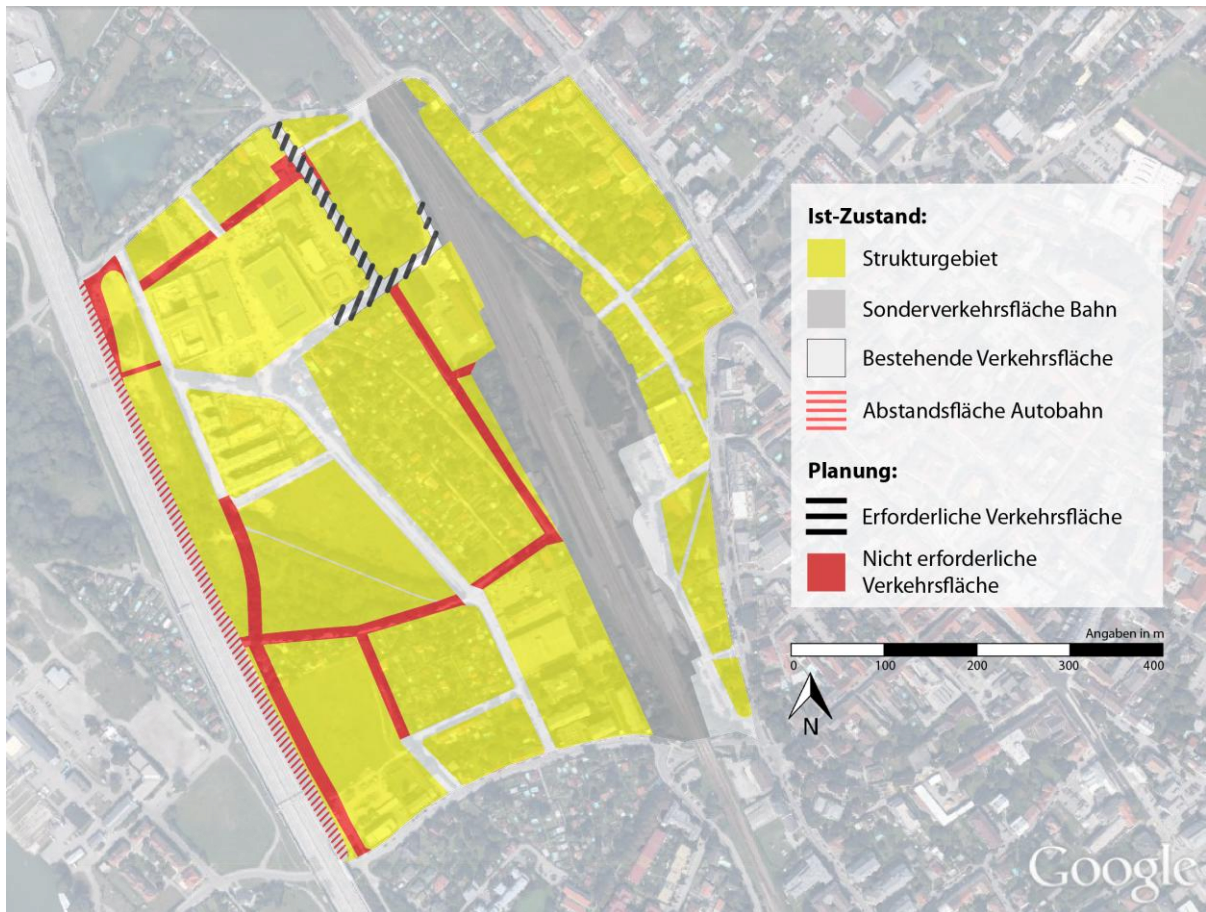 Ist-Zustand:
Strukturgebiet
Sonderverkehrsfläche Bahn
Bestehende Verkehrsfläche
Abstandsfläche Autobahn
Planung:
Erforderliche Verkehrsfläche
Nicht erforderliche
Verkehrsfläche
Angaben in m
0 100 200 300 400
N
Google